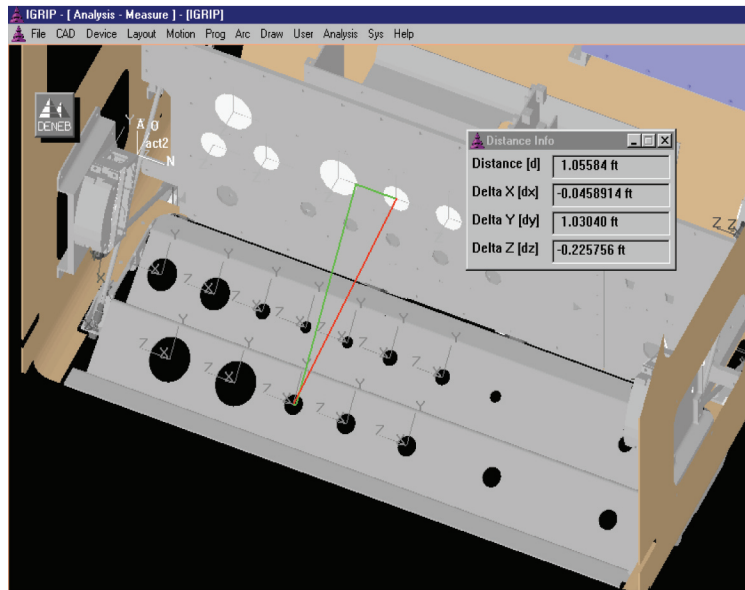 IGRIP - [ Analysis - Measure ] - [IGRIP]
File CAD Device Layout Motion Prog Arc Draw User Analysis Sys Help
DENEB
Y
A O
act2
N
X
Distance Info
Distance [d] 1.05584 ft
Delta X [dx] -0.0458914 ft
Delta Y [dy] 1.03040 ft
Delta Z [dz] -0.225756 ft
Z Z
Y Y Y Y Y Y Y
Z X Z X Z X Z X Z X Z X Z X
Y Y Y Y Y
Z X Z X Z X Z X Z X